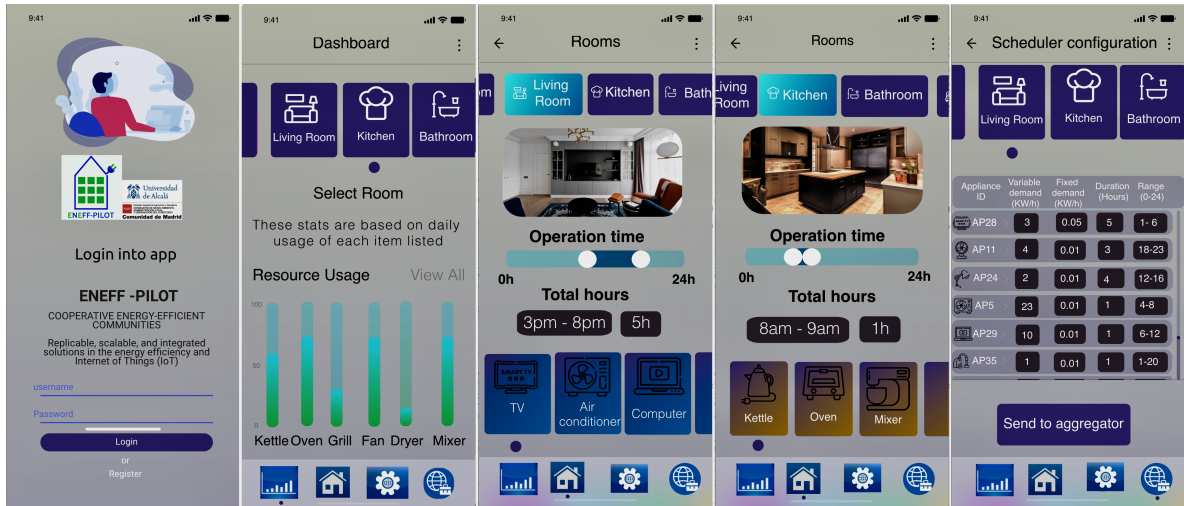 9:41
ENEFF-PILOT
Universidad
de Alcalá
Comunidad de Madrid
Login into app
ENEFF -PILOT
COOPERATIVE ENERGY-EFFICIENT
COMMUNITIES
Replicable, scalable, and integrated
solutions in the energy efficiency and
Internet of Things (IoT)
username
Password
Login
or
Register
9:41
Dashboard
Living Room
Kitchen
Bathroom
Select Room
These stats are based on daily
usage of each item listed
Resource Usage View All
100
50
0
Kettle Oven Grill Fan Dryer Mixer
9:41
Rooms
om
Living
Room
Kitchen
Bath
Operation time
0h 24h
Total hours
3pm - 8pm 5h
SMART TV
TV
Air
conditioner
Computer
9:41
Rooms
Living
Room
Kitchen
Bathroom
Operation time
0h 24h
Total hours
8am - 9am 1h
Kettle
Oven
Mixer
9:41
Scheduler configuration
Living Room
Kitchen
Bathroom
Appliance ID
Variable demand (KW/h)
Fixed demand (KW/h)
Duration (Hours)
Range (0-24)
AP28 3 0.05 5 1- 6
AP11 4 0.01 3 18-23
AP24 2 0.01 4 12-16
AP5 23 0.01 1 4-8
AP29 10 0.01 1 6-12
AP35 1 0.01 1 1-20
Send to aggregator